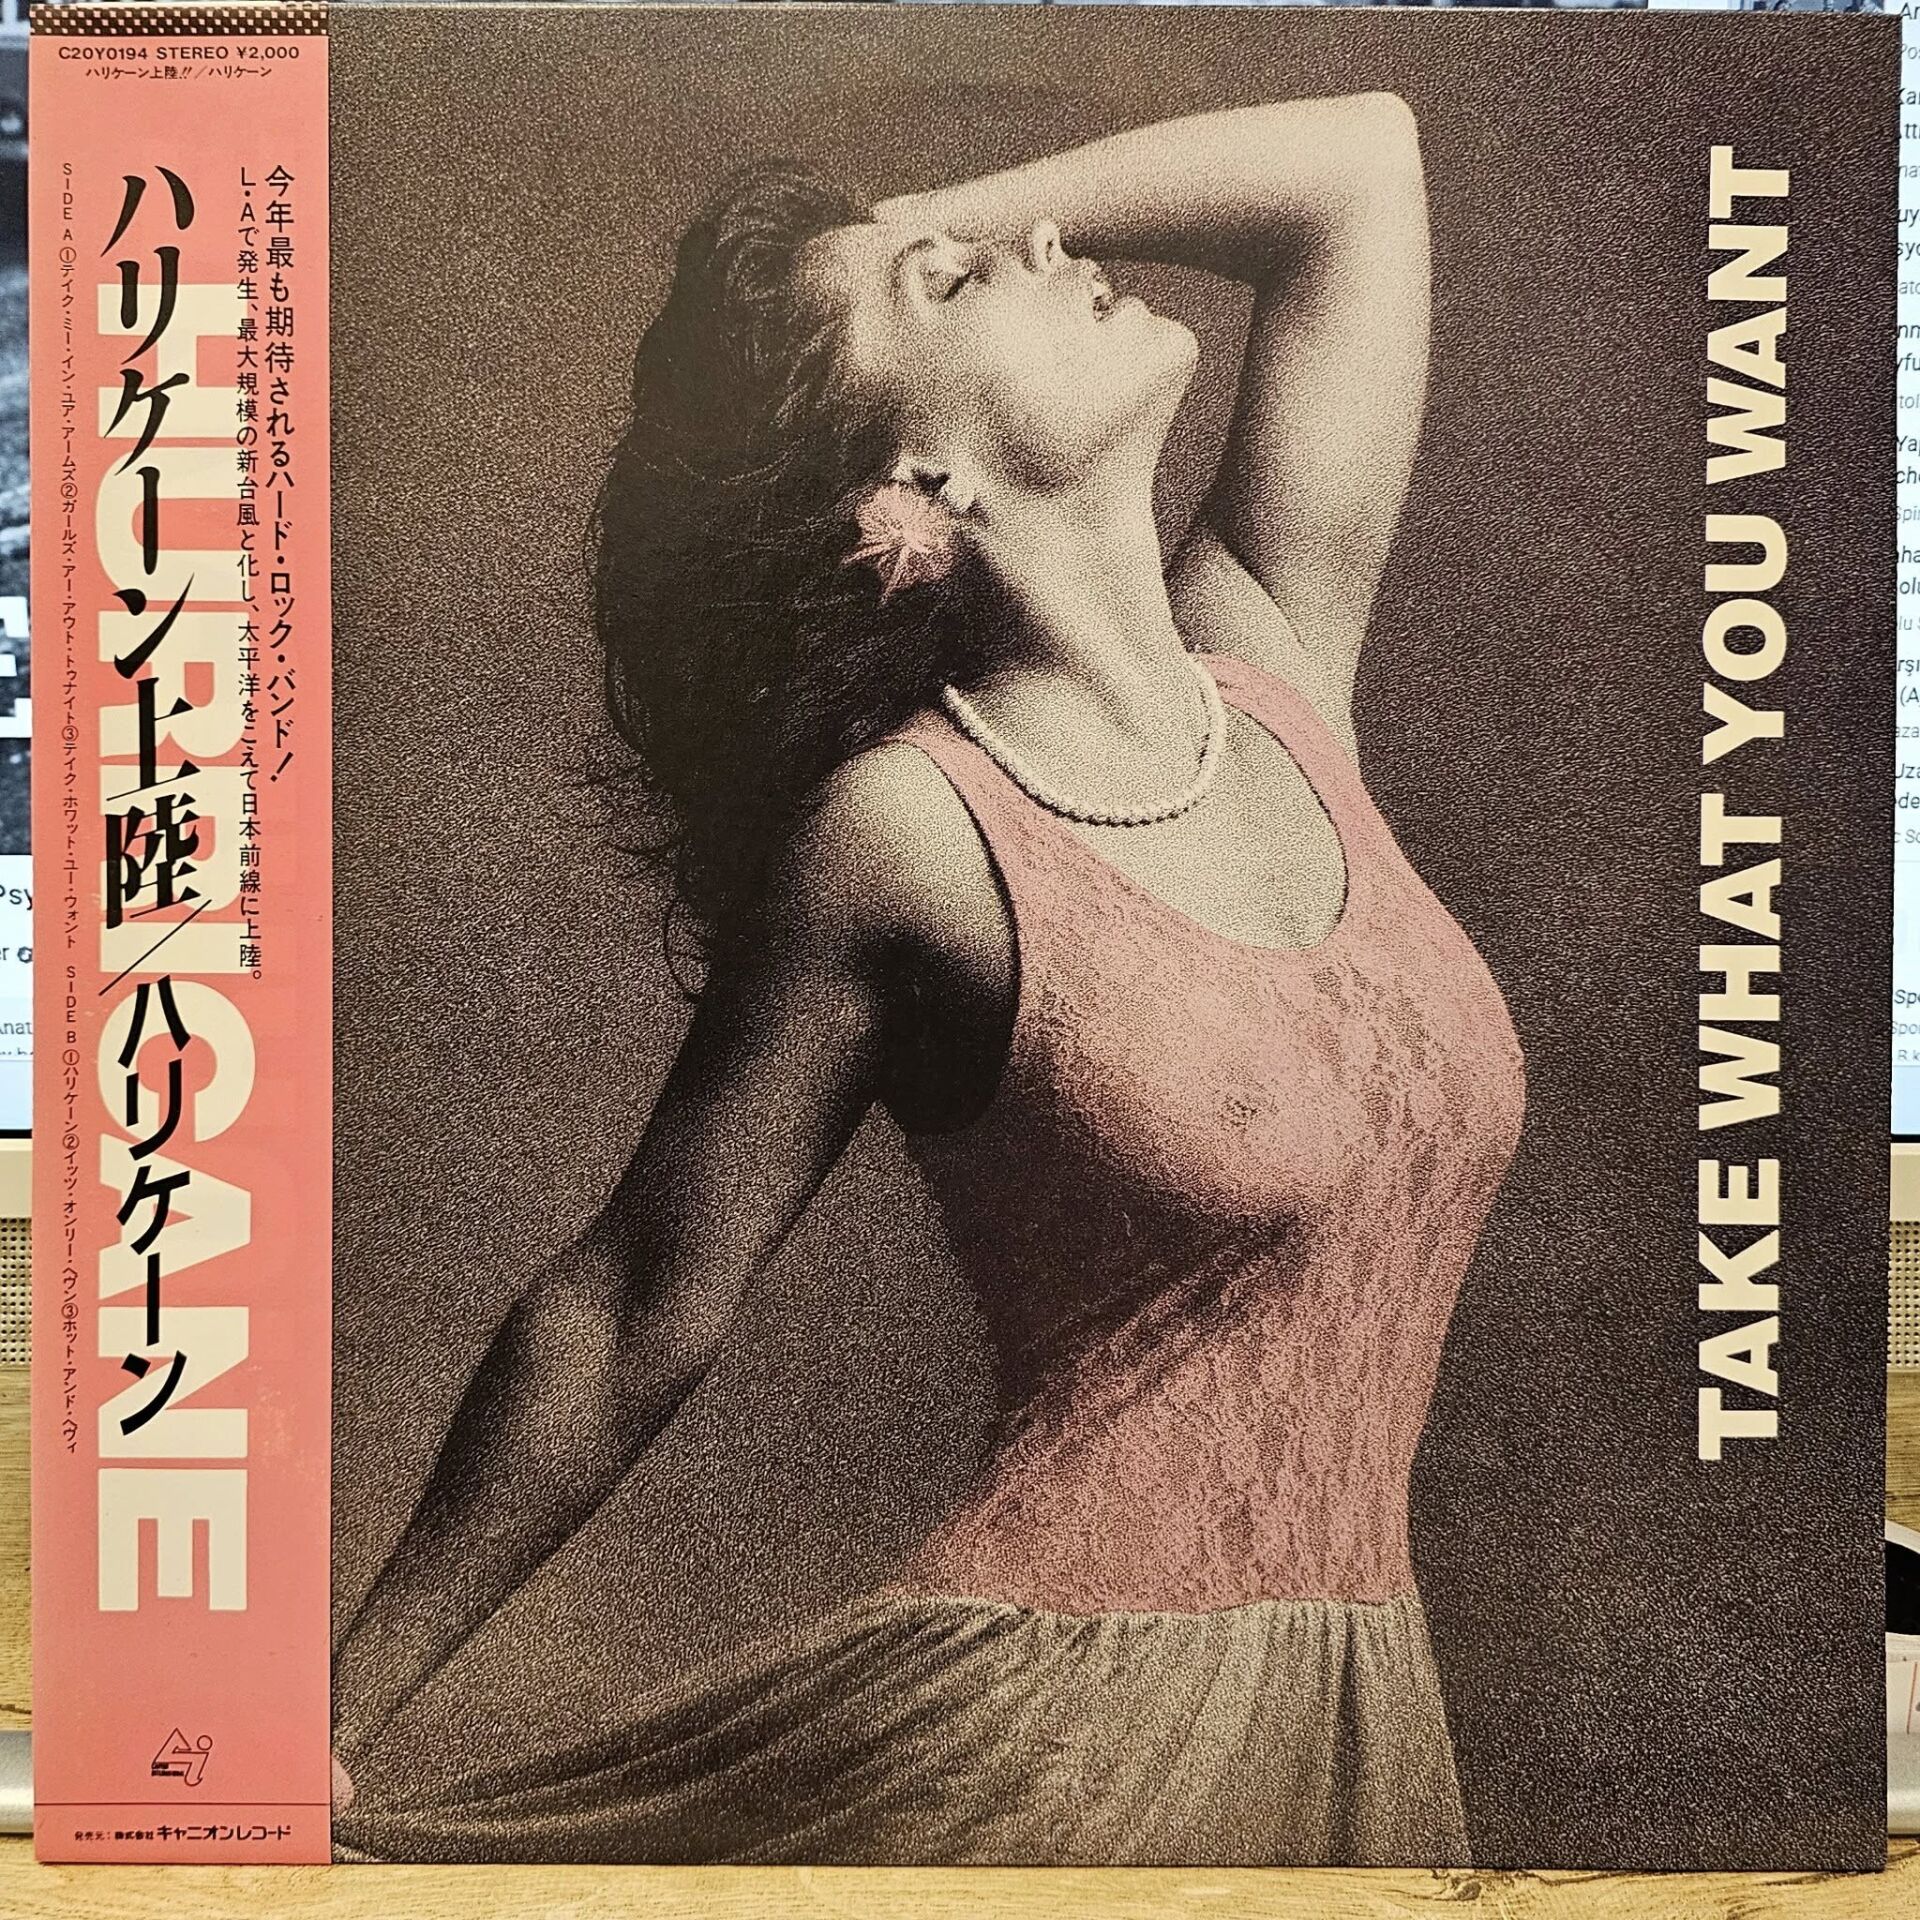 C20Y0194 STEREO ¥2,000
ハリケーン上陸!!/ハリケーン
今年最も期待されるハード・ロック・バンド!
L・Aで発生、最大規模の新台風と化し、太平洋をこえて日本前線に上陸。
ハリケーン上陸/ハリケーン
HURRICANE
SIDE A ①テイク・ミー・イン・ユア・アームズ②ガールズ・アー・アウト・トゥナイト③テイク・ホワット・ユー・ウォント SIDE B ①ハリケーン②イッツ・オンリー・ヘヴン③ホット・アンド・ヘヴィ
Ai
発売元:株式会社キャニオンレコード
TAKE WHAT YOU WANT